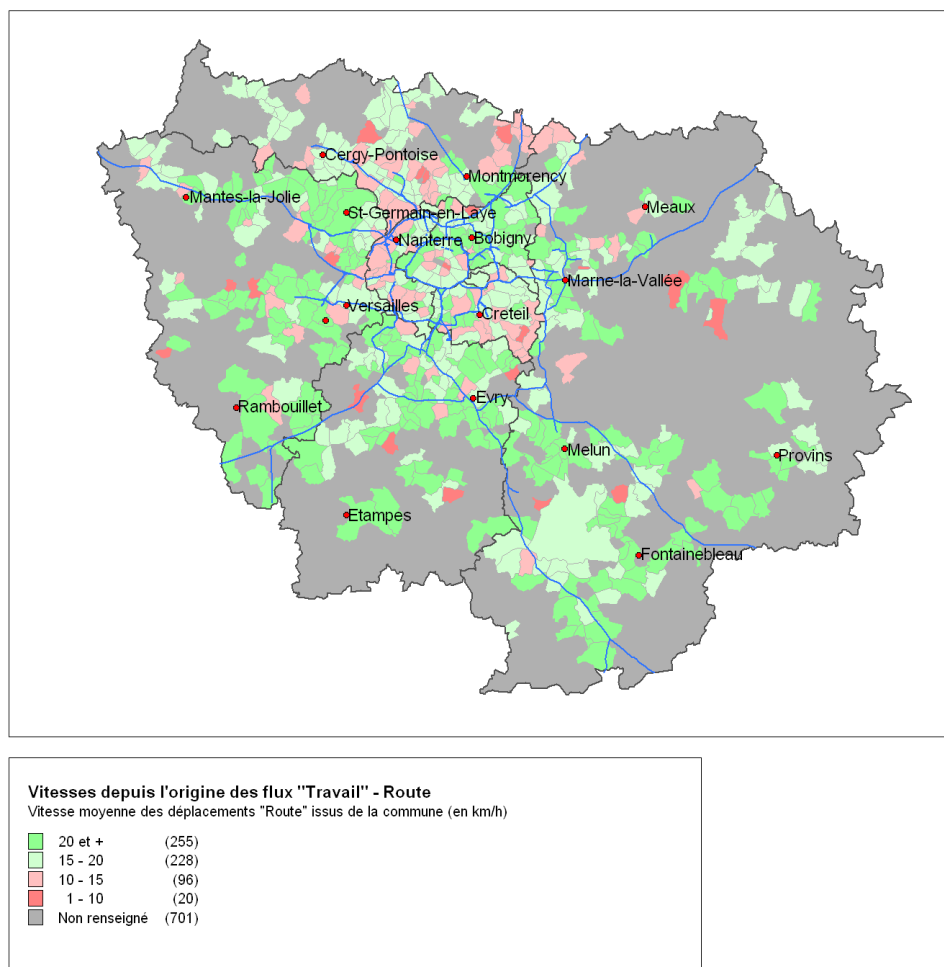 Cergy-Pontoise
Montmorency
Mantes-la-Jolie
Meaux
St-Germain-en-Laye
Nanterre
Bobigny
Marne-la-Vallée
Versailles
Creteil
Evry
Rambouillet
Melun
Provins
Etampes
Fontainebleau
Vitesses depuis l'origine des flux "Travail" - Route
Vitesse moyenne des déplacements "Route" issus de la commune (en km/h)
20 et + (255)
15 - 20 (228)
10 - 15 (96)
1 - 10 (20)
Non renseigné (701)